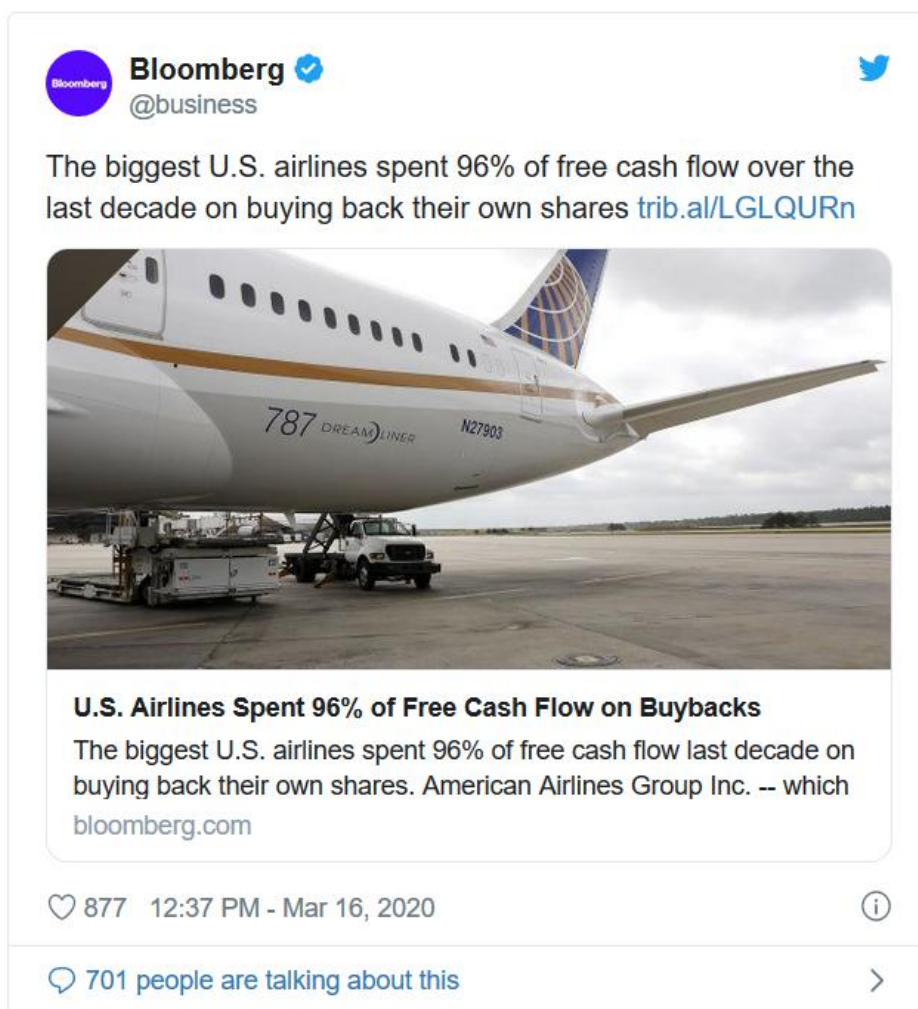 Bloomberg
Bloomberg
@business
The biggest U.S. airlines spent 96% of free cash flow over the
last decade on buying back their own shares trib.al/LGLQURn
787 DREAMLINER
N27903
U.S. Airlines Spent 96% of Free Cash Flow on Buybacks
The biggest U.S. airlines spent 96% of free cash flow last decade on
buying back their own shares. American Airlines Group Inc. -- which
bloomberg.com
877 12:37 PM - Mar 16, 2020
701 people are talking about this